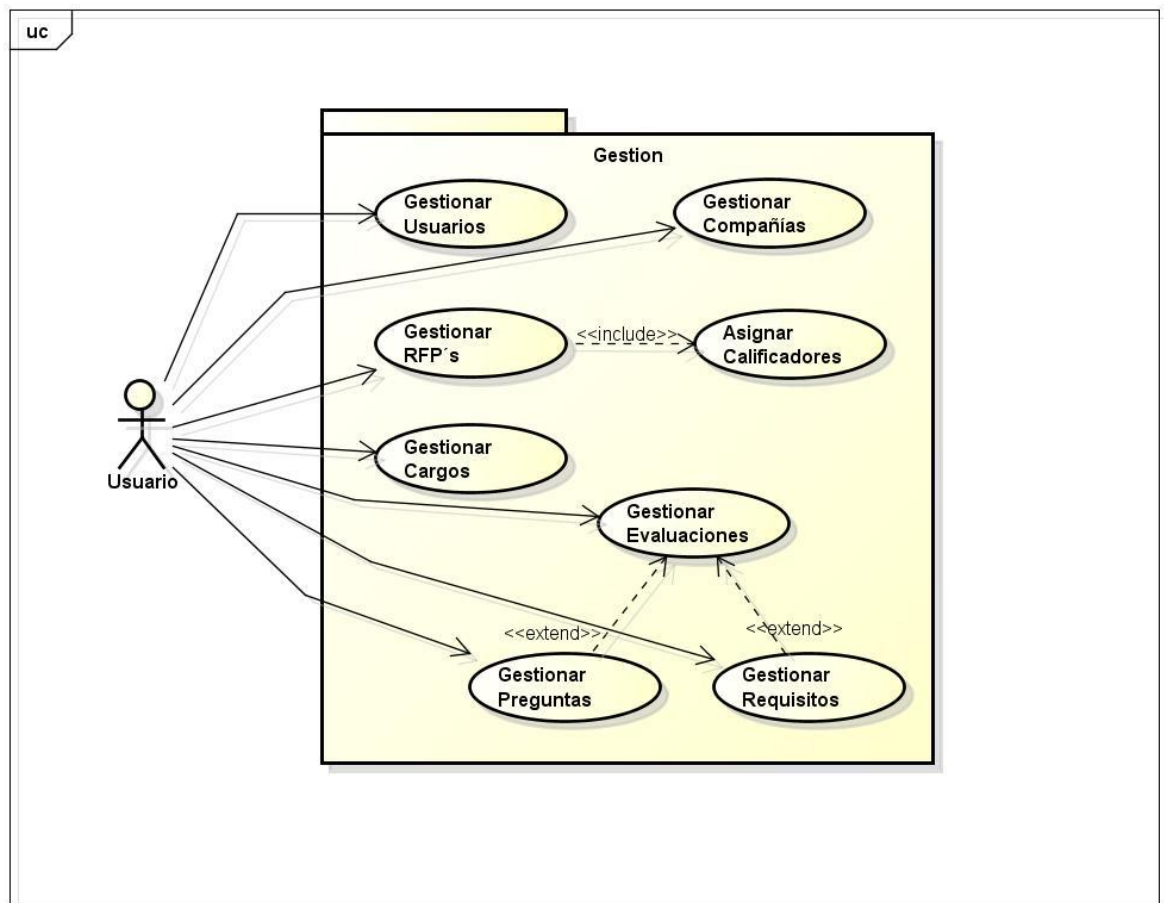 uc
Gestion
Gestionar
Usuarios
Gestionar
Compañías
Gestionar
RFP´s
<<include>>
Asignar
Calificadores
Usuario
Gestionar
Cargos
Gestionar
Evaluaciones
<<extend>>
<<extend>>
Gestionar
Preguntas
Gestionar
Requisitos